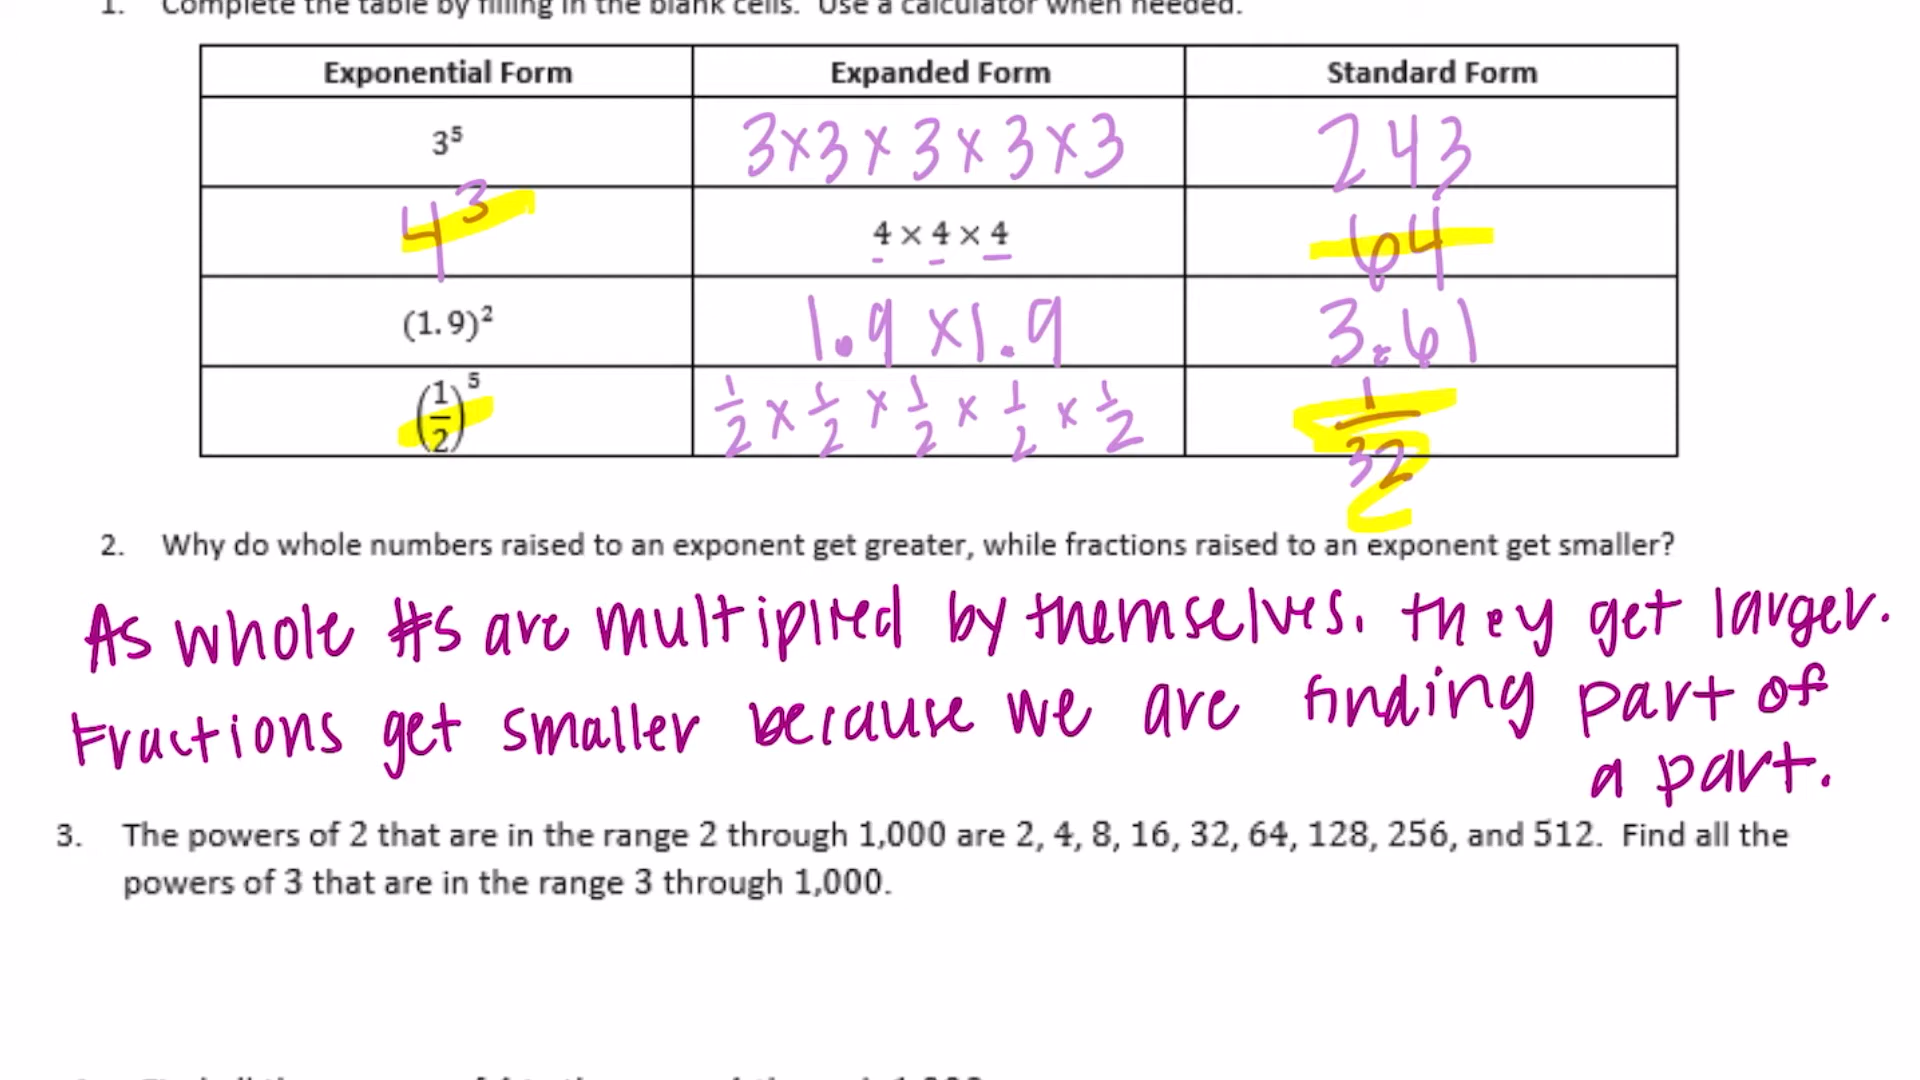 1. Complete the table by filling in the blank cells. Use a calculator when needed.
Exponential Form Expanded Form Standard Form
3⁵ 3×3×3×3×3 243
4³ 4 × 4 × 4 64
(1.9)² 1.9 × 1.9 3.61
(1/2)⁵ 1/2 × 1/2 × 1/2 × 1/2 × 1/2 1/32
2. Why do whole numbers raised to an exponent get greater, while fractions raised to an exponent get smaller?
As whole #s are multiplied by themselves, they get larger.
Fractions get smaller because we are finding part of
a part.
3. The powers of 2 that are in the range 2 through 1,000 are 2, 4, 8, 16, 32, 64, 128, 256, and 512. Find all the
powers of 3 that are in the range 3 through 1,000.